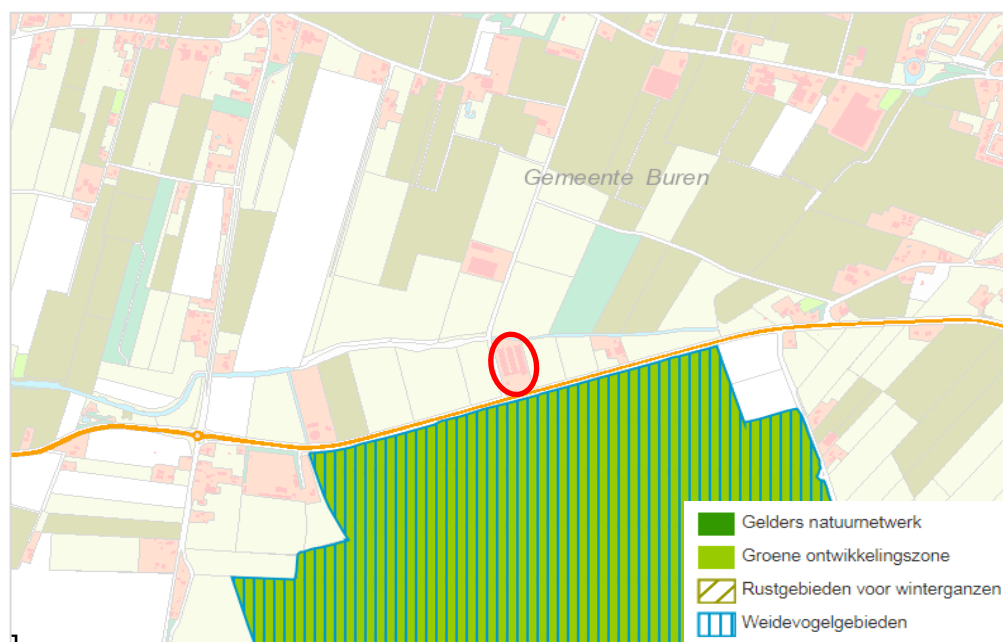 Gemeente Buren
Gelders natuurnetwerk
Groene ontwikkelingszone
Rustgebieden voor winterganzen
Weidevogelgebieden